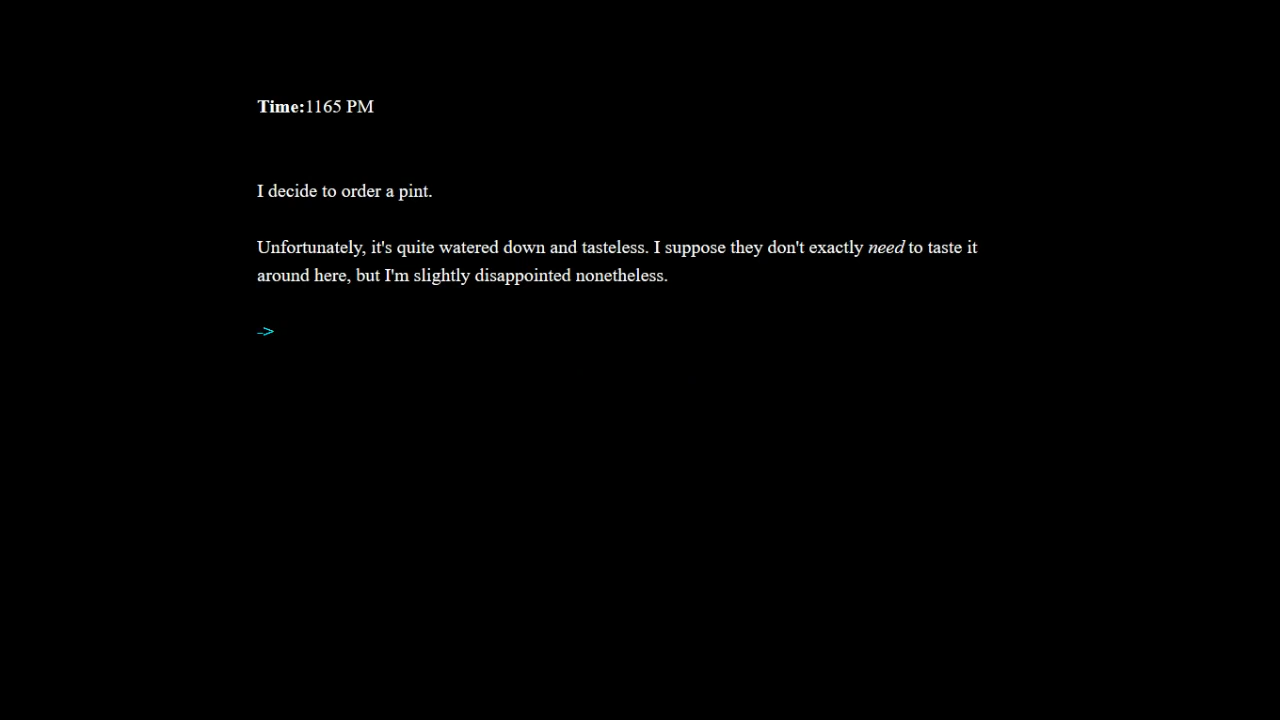 Time:1165 PM
I decide to order a pint.
Unfortunately, it's quite watered down and tasteless. I suppose they don't exactly need to taste it
around here, but I'm slightly disappointed nonetheless.
->